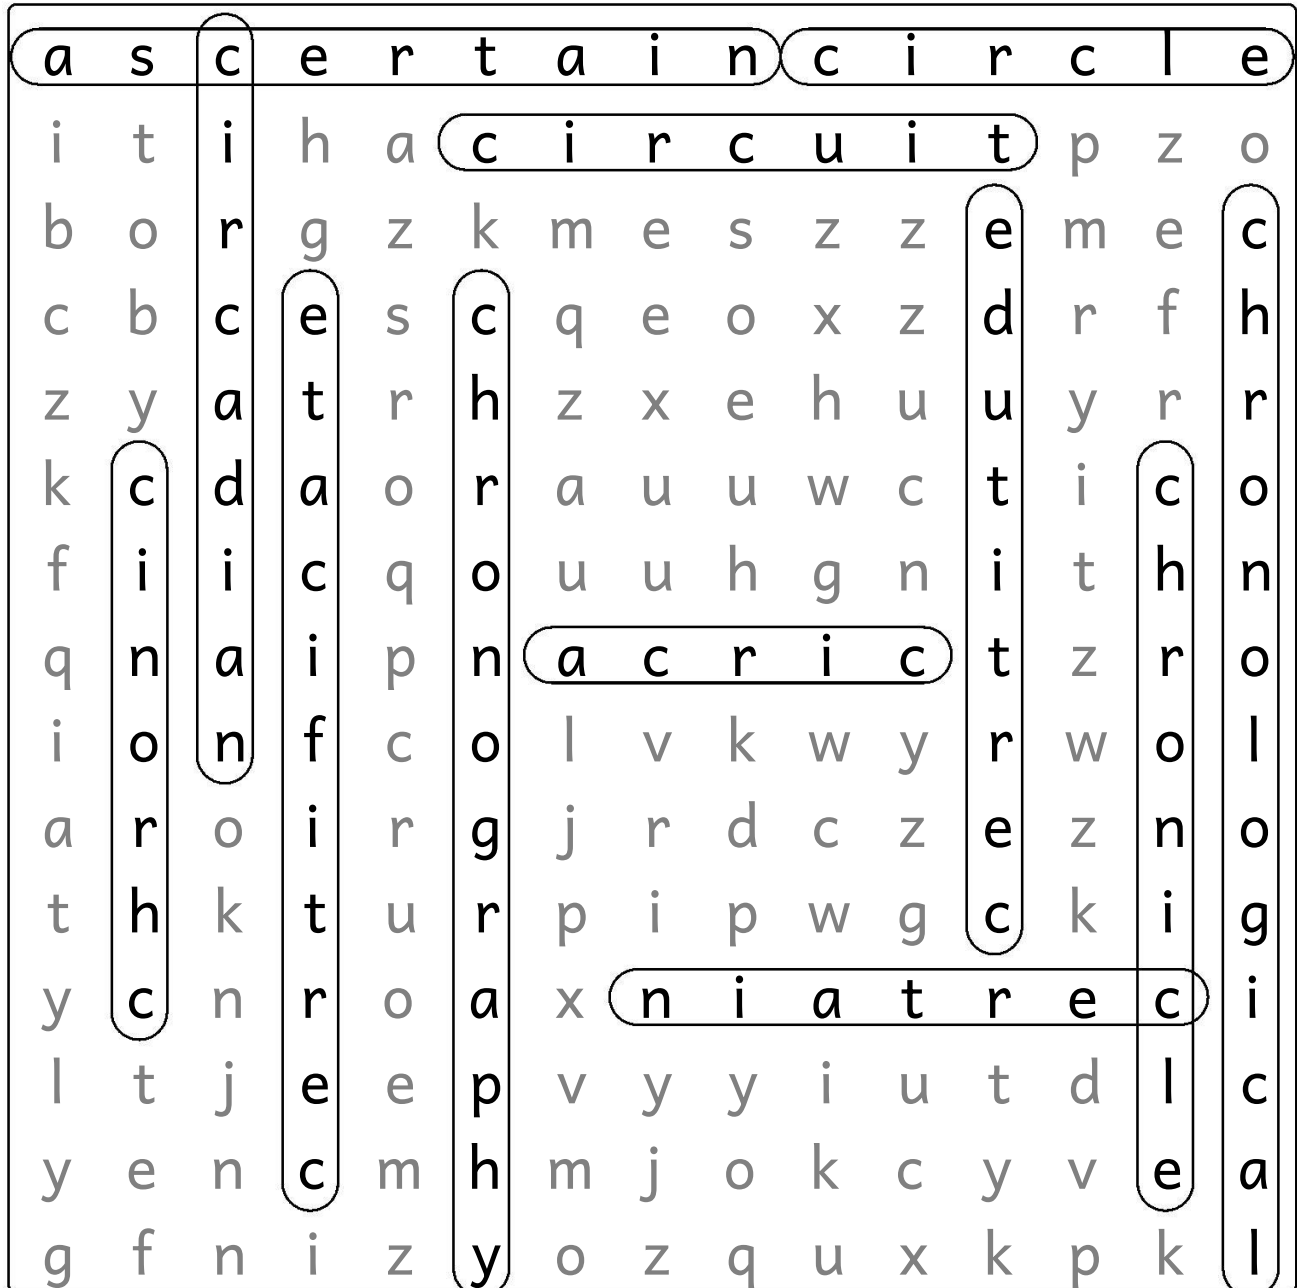 a s c e r t a i n c i r c l e
i t i h a c i r c u i t p z o
b o r g z k m e s z z e m e c
c b c e s c q e o x z d r f h
z y a t r h z x e h u u y r r
k c d a o r a u u w c t i c o
f i i c q o u u h g n i t h n
q n a i p n a c r i c t z r o
i o n f c o l v k w y r w o l
a r o i r g j r d c z e z n o
t h k t u r p i p w g c k i g
y c n r o a x n i a t r e c i
l t j e e p v y y i u t d l c
y e n c m h m j o k c y v e a
g f n i z y o z q u x k p k l